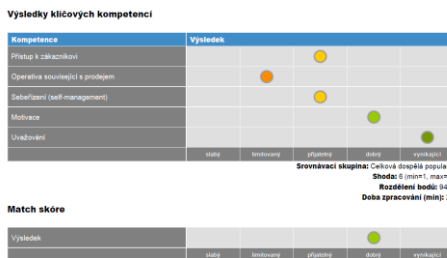 Výsledky klíčových kompetencí
Kompetence Výsledek
Přístup k zákazníkovi
Operativa související s prodejem
Sebeřízení (self-management)
Motivace
Uvažování
slabý limitovaný přijatelný dobrý vynikající
Srovnávací skupina: Celková dospělá popula
Shoda: 6 (min=1, max=
Rozdělení bodů: 94
Doba zpracování (min):
Match skóre
Výsledek
slabý limitovaný přijatelný dobrý vynikající